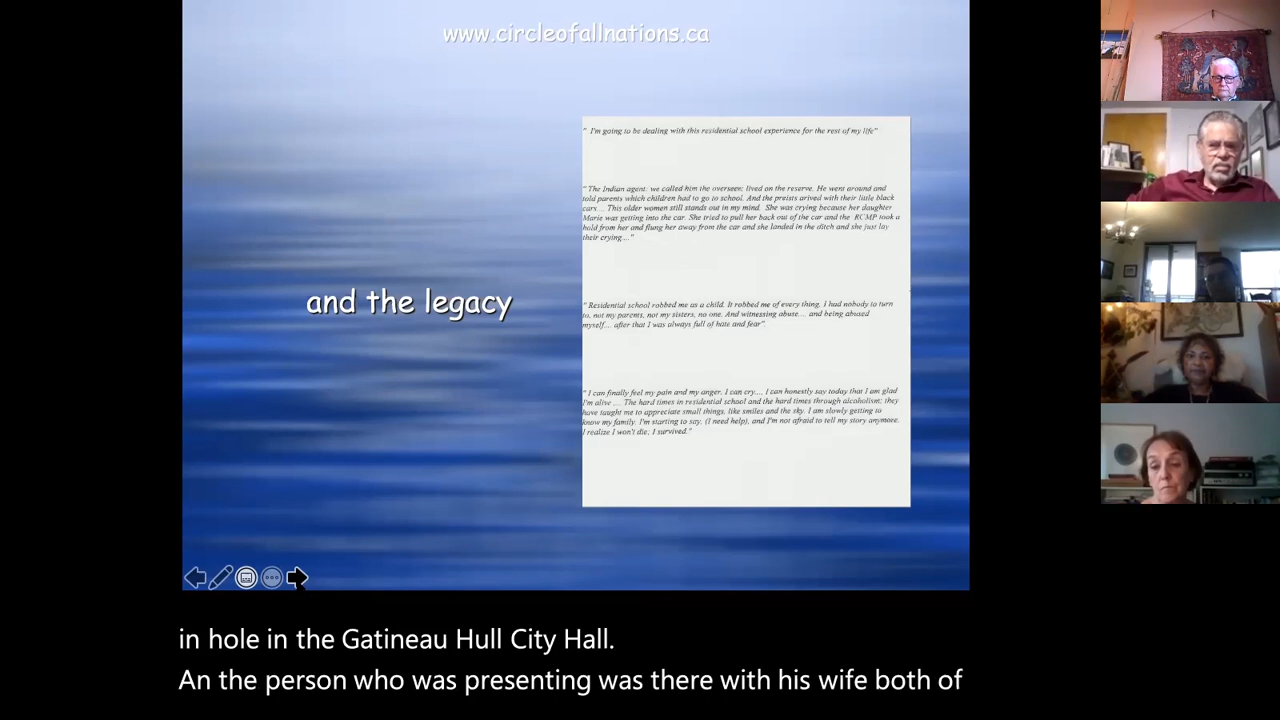 www.circleofallnations.ca
" I'm going to be dealing with this residential school experience for the rest of my life"
" The Indian agent, we called him the overseer; lived on the reserve. He went around and
told parents which children had to go to school. And the preists arrived with their little black
cars.... This older women still stands out in my mind. She was crying because her daughter
Marie was getting into the car. She tried to pull her back out of the car and the RCMP took a
hold from her and flung her away from the car and she landed in the ditch and she just lay
their crying...."
and the legacy
" Residential school robbed me as a child. It robbed me of every thing, I had nobody to turn
to, not my parents, not my sisters, no one. And witnessing abuse.... and being abused
myself.... after that I was always full of hate and fear".
" I can finally feel my pain and my anger. I can cry.... I can honestly say today that I am glad
I'm alive .... The hard times in residential school and the hard times through alcoholism; they
have taught me to appreciate small things, like smiles and the sky. I am slowly getting to
know my family. I'm starting to say, (I need help), and I'm not afraid to tell my story anymore.
I realize I won't die; I survived."
in hole in the Gatineau Hull City Hall.
An the person who was presenting was there with his wife both of